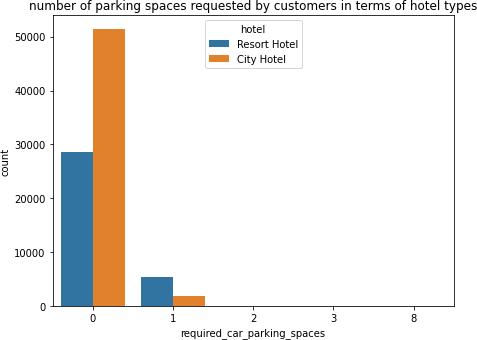 number of parking spaces requested by customers in terms of hotel types
hotel
Resort Hotel
City Hotel
50000
40000
30000
20000
10000
0
count
0 1 2 3 8
required_car_parking_spaces